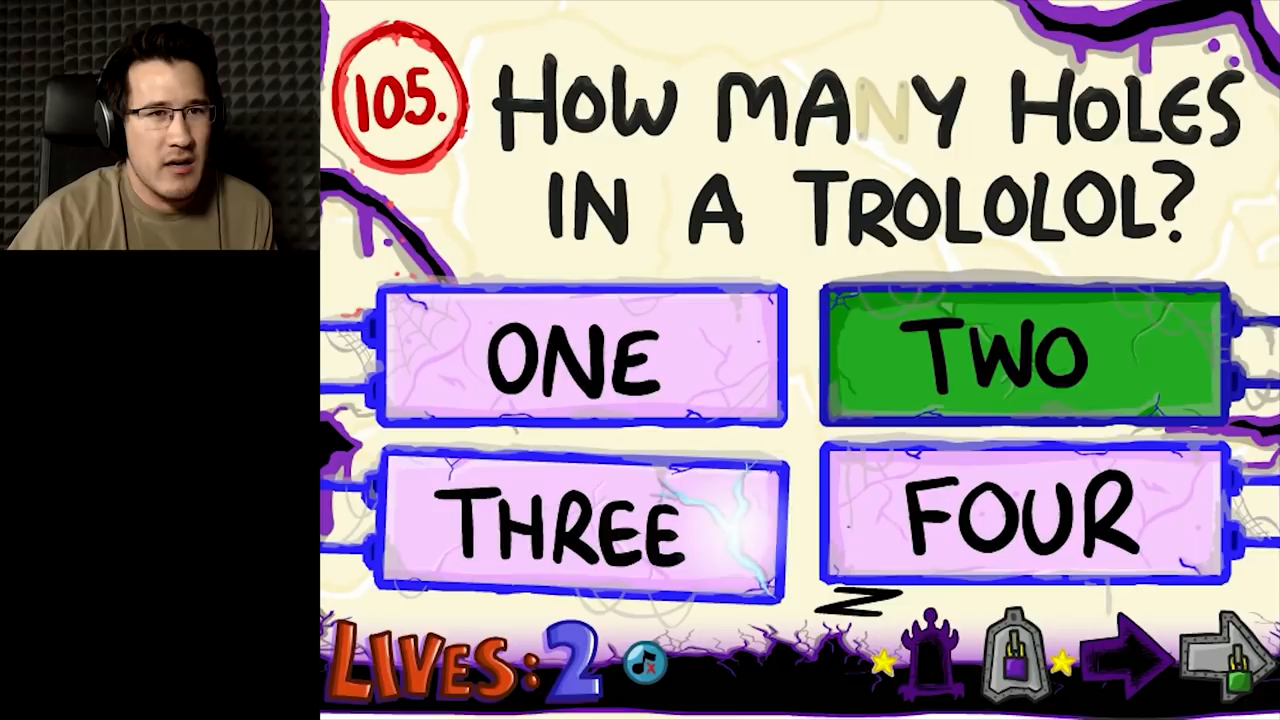 105.
HOW MANY HOLES
IN A TROLOLOL?
ONE
TWO
THREE
FOUR
Z
LIVES: 2